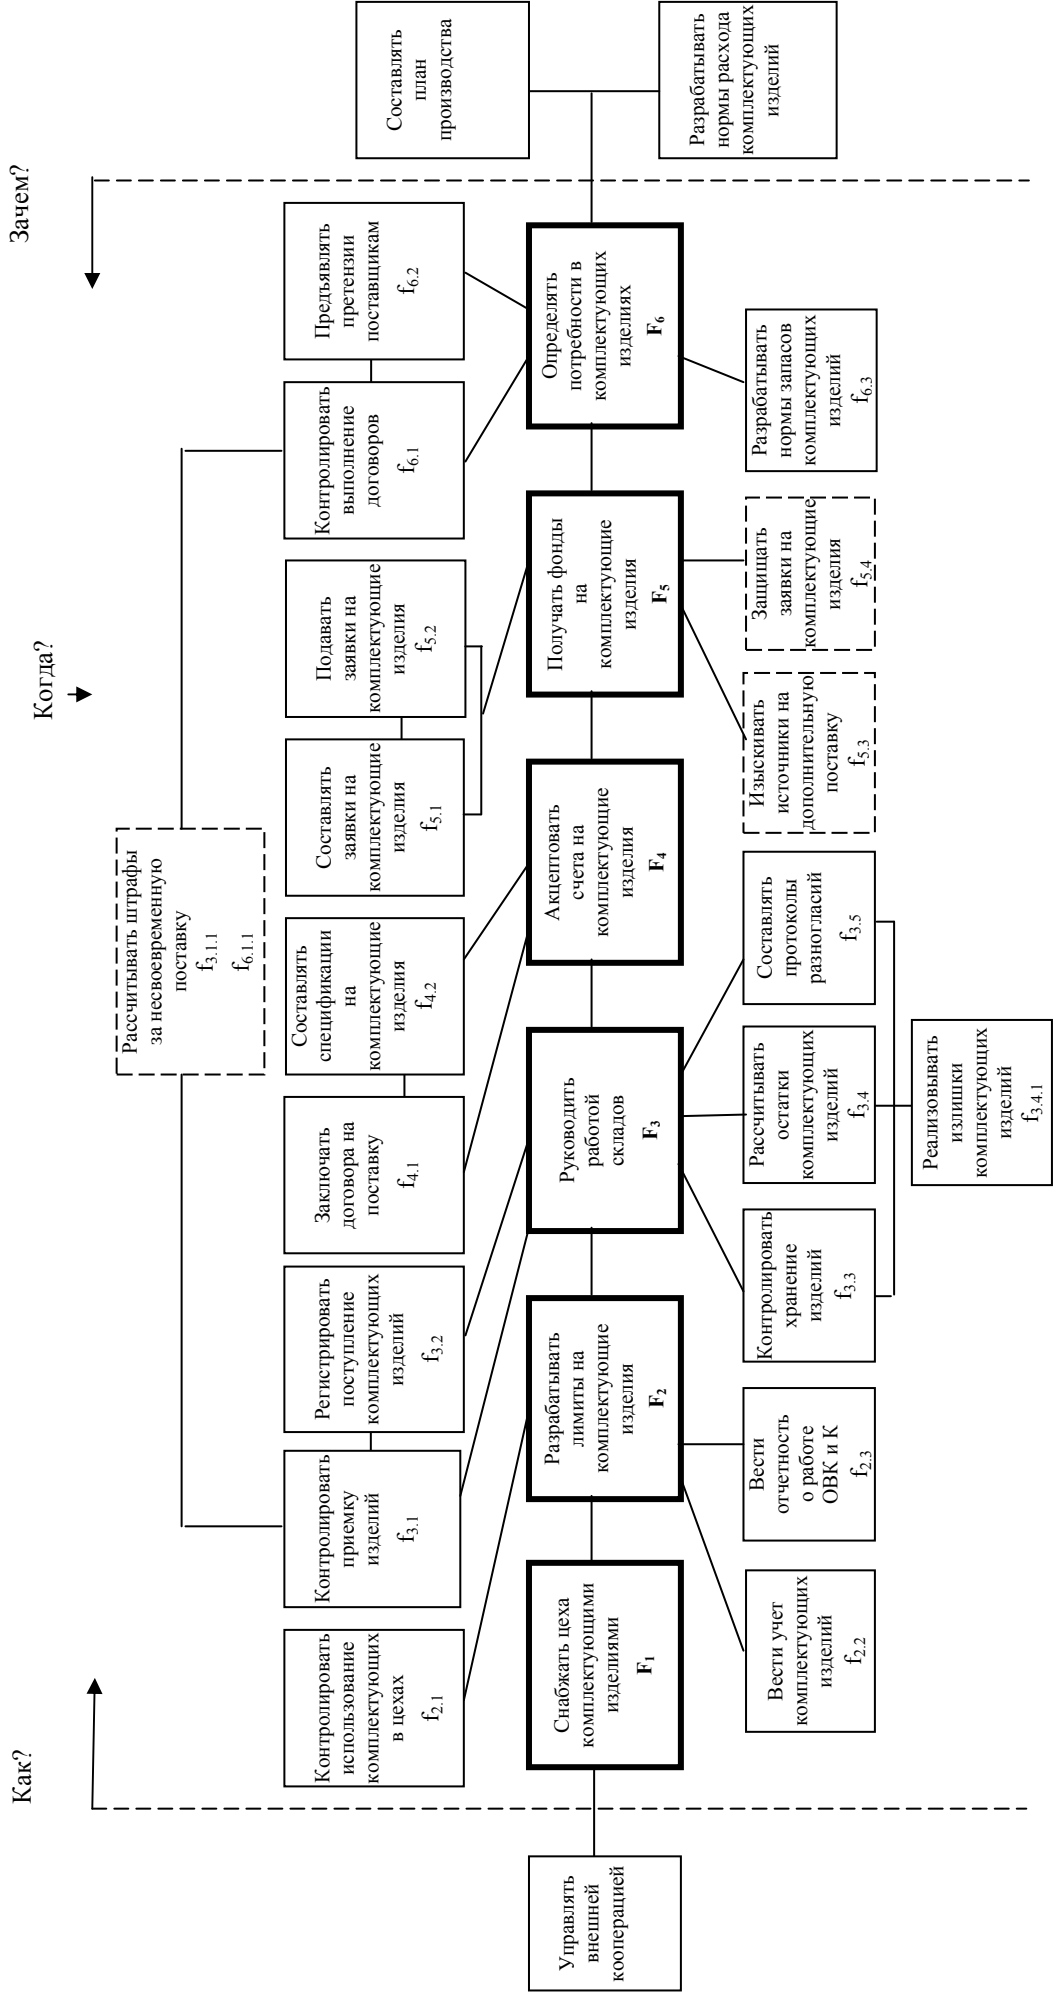 Как?
Когда?
Зачем?
Рассчитывать штрафы
за несвоевременную
поставку
f3.1.1
f6.1.1
Контролировать
использование
комплектующих
в цехах
f2.1
Контролировать
приемку
изделий
f3.1
Регистрировать
поступление
комплектующих
изделий
f3.2
Заключать
договора на
поставку
f4.1
Составлять
спецификации
на
комплектующие
изделия
f4.2
Составлять
заявки на
комплектующие
изделия
f5.1
Подавать
заявки на
комплектующие
изделия
f5.2
Контролировать
выполнение
договоров
f6.1
Предъявлять
претензии
поставщикам
f6.2
Составлять
план
производства
Управлять
внешней
кооперацией
Снабжать цеха
комплектующими
изделиями
F1
Разрабатывать
лимиты на
комплектующие
изделия
F2
Руководить
работой
складов
F3
Акцептовать
счета на
комплектующие
изделия
F4
Получать фонды
на
комплектующие
изделия
F5
Определять
потребности в
комплектующих
изделиях
F6
Разрабатывать
нормы расхода
комплектующих
изделий
Вести учет
комплектующих
изделий
f2.2
Вести
отчетность
о работе
ОВК и К
f2.3
Контролировать
хранение
изделий
f3.3
Рассчитывать
остатки
комплектующих
изделий
f3.4
Составлять
протоколы
разногласий
f3.5
Изыскивать
источники на
дополнительную
поставку
f5.3
Защищать
заявки на
комплектующие
изделия
f5.4
Разрабатывать
нормы запасов
комплектующих
изделий
f6.3
Реализовывать
излишки
комплектующих
изделий
f3.4.1